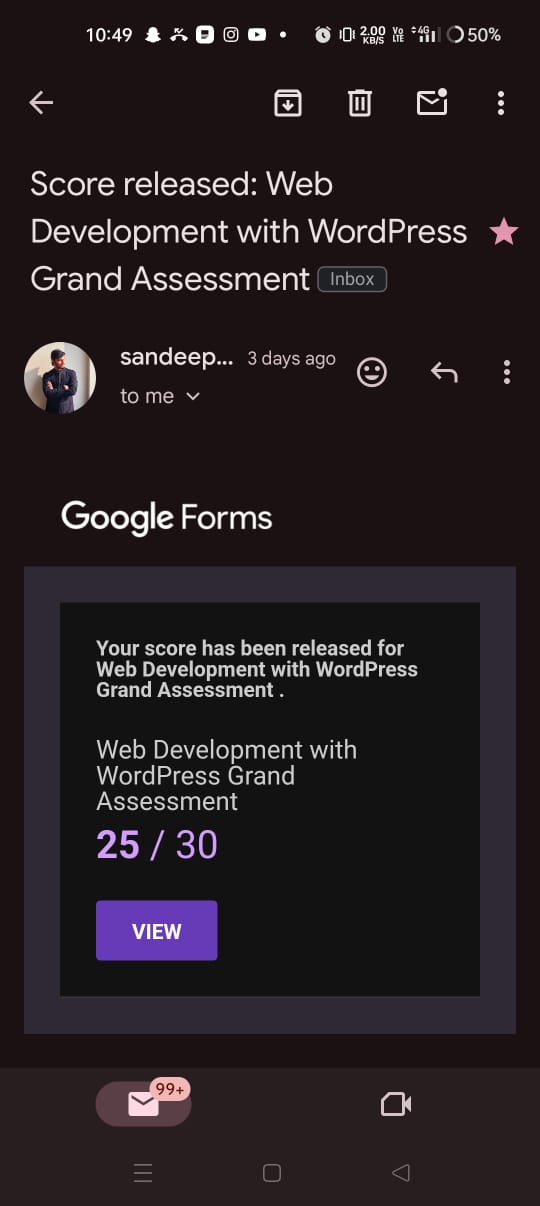 10:49 2.00 KB/S Vo LTE 4G 50%
Score released: Web
Development with WordPress
Grand Assessment Inbox
sandeep... 3 days ago
to me
Google Forms
Your score has been released for
Web Development with WordPress
Grand Assessment .
Web Development with
WordPress Grand
Assessment
25 / 30
VIEW
99+